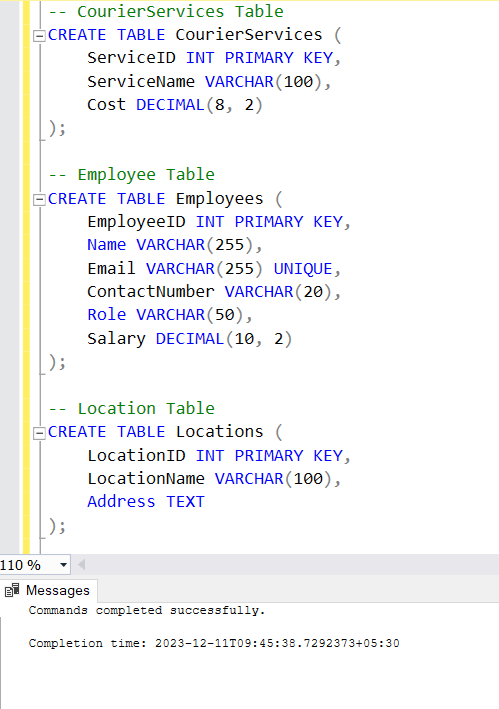 -- CourierServices Table
CREATE TABLE CourierServices (
    ServiceID INT PRIMARY KEY,
    ServiceName VARCHAR(100),
    Cost DECIMAL(8, 2)
);

-- Employee Table
CREATE TABLE Employees (
    EmployeeID INT PRIMARY KEY,
    Name VARCHAR(255),
    Email VARCHAR(255) UNIQUE,
    ContactNumber VARCHAR(20),
    Role VARCHAR(50),
    Salary DECIMAL(10, 2)
);

-- Location Table
CREATE TABLE Locations (
    LocationID INT PRIMARY KEY,
    LocationName VARCHAR(100),
    Address TEXT
);
110 %
Messages
Commands completed successfully.

Completion time: 2023-12-11T09:45:38.7292373+05:30